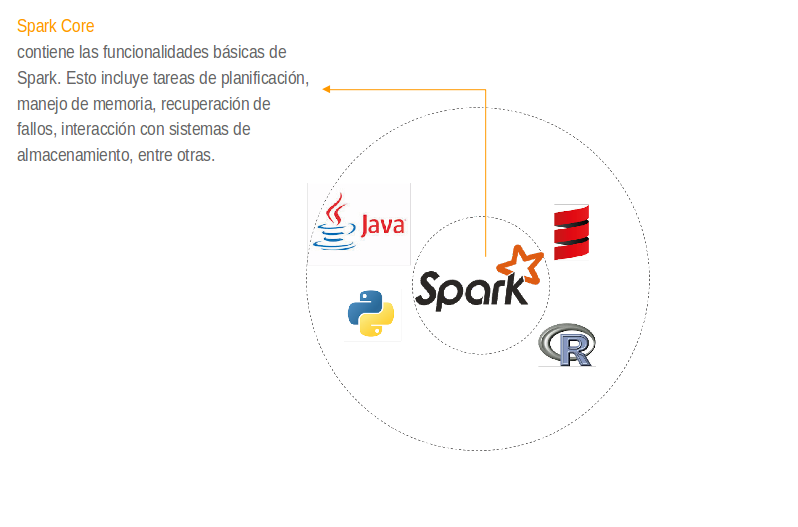 Spark Core
contiene las funcionalidades básicas de
Spark. Esto incluye tareas de planificación,
manejo de memoria, recuperación de
fallos, interacción con sistemas de
almacenamiento, entre otras.
Java
Spark
R